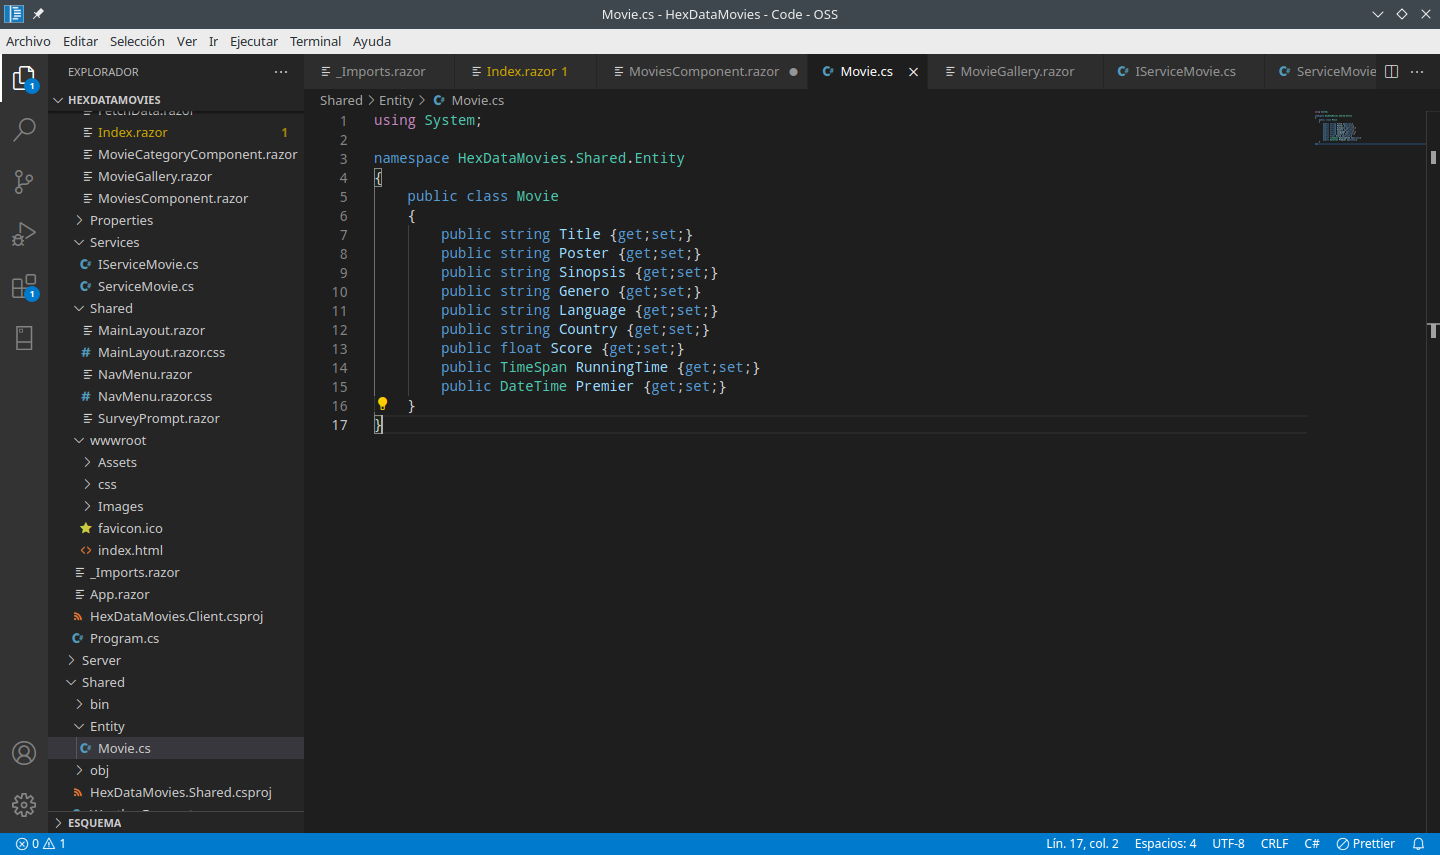 Movie.cs - HexDataMovies - Code - OSS
Archivo Editar Selección Ver Ir Ejecutar Terminal Ayuda
EXPLORADOR
_Imports.razor Index.razor 1 MoviesComponent.razor Movie.cs MovieGallery.razor IServiceMovie.cs ServiceMovie
HEXDATAMOVIES
FetchData.razor
Index.razor 1
MovieCategoryComponent.razor
MovieGallery.razor
MoviesComponent.razor
Properties
Services
IServiceMovie.cs
ServiceMovie.cs
Shared
MainLayout.razor
MainLayout.razor.css
NavMenu.razor
NavMenu.razor.css
SurveyPrompt.razor
wwwroot
Assets
css
Images
favicon.ico
index.html
_Imports.razor
App.razor
HexDataMovies.Client.csproj
Program.cs
Server
Shared
bin
Entity
Movie.cs
obj
HexDataMovies.Shared.csproj
ESQUEMA
1
1
Shared > Entity > Movie.cs
1 using System;
2
3 namespace HexDataMovies.Shared.Entity
4 {
5 public class Movie
6 {
7 public string Title {get;set;}
8 public string Poster {get;set;}
9 public string Sinopsis {get;set;}
10 public string Genero {get;set;}
11 public string Language {get;set;}
12 public string Country {get;set;}
13 public float Score {get;set;}
14 public TimeSpan RunningTime {get;set;}
15 public DateTime Premier {get;set;}
16 }
17 }
0 1 Lín. 17, col. 2 Espacios: 4 UTF-8 CRLF C# Prettier